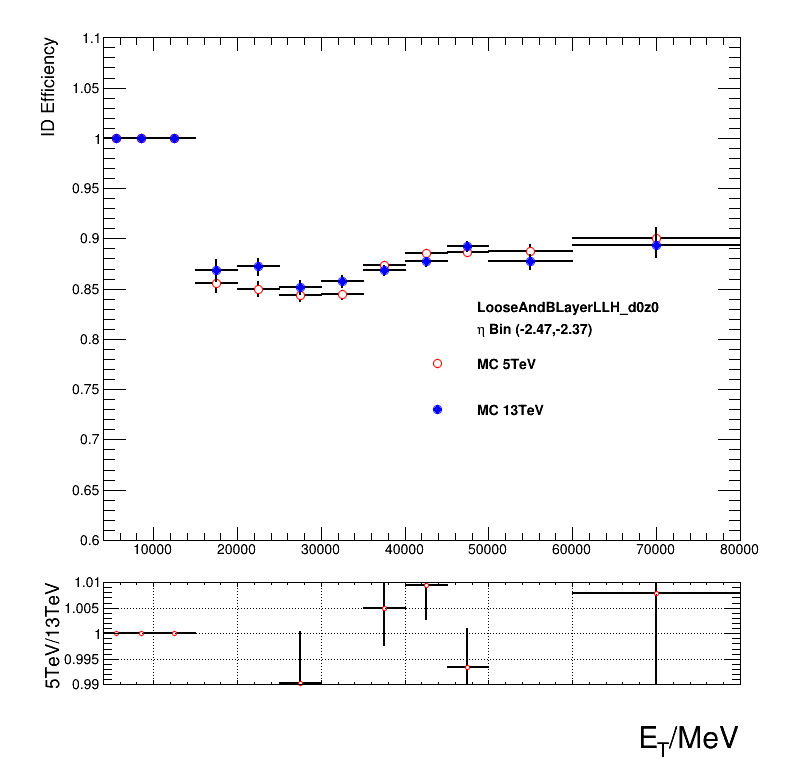 ID Efficiency
1.1
1.05
1
0.95
0.9
0.85
0.8
0.75
0.7
0.65
0.6
LooseAndBLayerLLH_d0z0
η Bin (-2.47,-2.37)
MC 5TeV
MC 13TeV
10000 20000 30000 40000 50000 60000 70000 80000
5TeV/13TeV
1.01
1.005
1
0.995
0.99
E_T/MeV